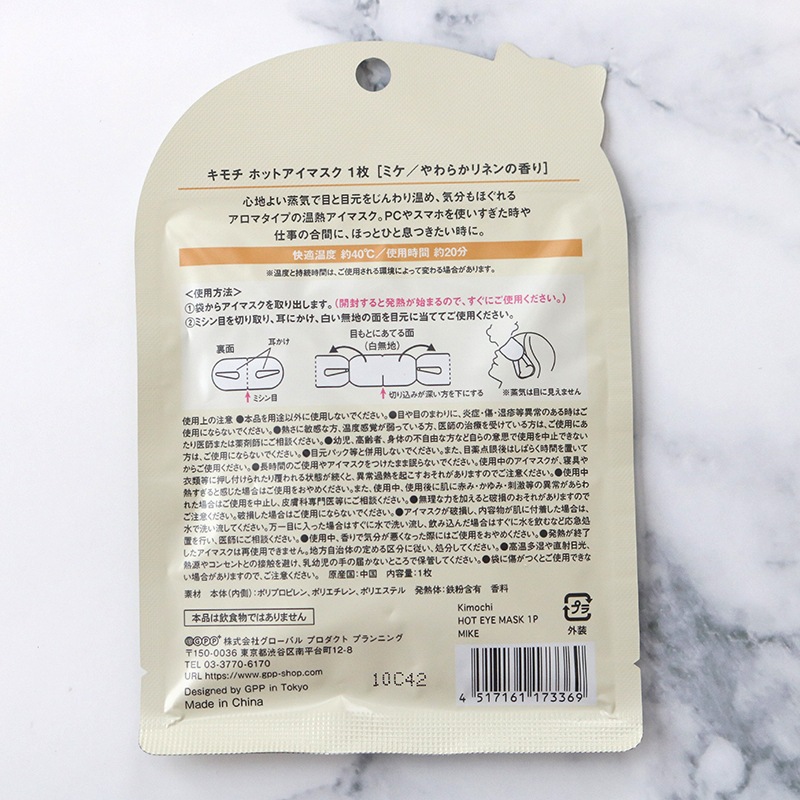 キモチ ホットアイマスク 1枚 [ミケ／やわらかリネンの香り]
心地よい蒸気で目と目元をじんわり温め、気分もほぐれる
アロマタイプの温熱アイマスク。PCやスマホを使いすぎた時や
仕事の合間に、ほっとひと息つきたい時に。
快適温度 約40℃／使用時間 約20分
※温度と持続時間は、ご使用される環境によって変わる場合があります。
＜使用方法＞
①袋からアイマスクを取り出します。(開封すると発熱が始まるので、すぐにご使用ください。)
②ミシン目を切り取り、耳にかけ、白い無地の面を目元に当ててご使用ください。
裏面
耳かけ
ミシン目
目もとにあてる面
(白無地)
切り込みが深い方を下にする
※蒸気は目に見えません
使用上の注意 ●本品を用途以外に使用しないでください。●目や目のまわりに、炎症・傷・湿疹等異常のある時はご使
用にならないでください。●熱さに敏感な方、温度感覚が弱っている方、医師の治療を受けている方は、ご使用にあ
たり医師または薬剤師にご相談ください。●幼児、高齢者、身体の不自由な方など自らの意思で使用を中止できない
方は、ご使用にならないでください。●目元パック等と併用しないでください。また、目薬点眼後はしばらく時間を置いて
からご使用ください。●長時間のご使用やアイマスクをつけたまま眠らないでください。使用中のアイマスクが、寝具や
衣類等に押し付けられたり覆われる状態が続くと、異常過熱を起こすおそれがありますのでご注意ください。●使用中
熱すぎると感じた場合はご使用をおやめください。また、使用中、使用後に肌に赤み・かゆみ・刺激等の異常があらわ
れた場合はご使用を中止し、皮膚科専門医等にご相談ください。●無理な力を加えると破損のおそれがありますので
ご注意ください。破損した場合はご使用にならないでください。●アイマスクが破損し、内容物が肌に付着した場合は、
水で洗い流してください。万一目に入った場合はすぐに水で洗い流し、飲み込んだ場合はすぐに水を飲むなど応急処
置を行い、医師にご相談ください。●使用中、香りで気分が悪くなった際にはご使用をおやめください。●発熱が終了
したアイマスクは再使用できません。地方自治体の定める区分に従い、処分してください。●高温多湿や直射日光、
熱源やコンセントとの接触を避け、乳幼児の手の届かないところで保管してください。●袋に傷がつくとご使用できな
い場合がありますので、ご注意ください。 原産国：中国 内容量：1枚
素材 本体(内側)：ポリプロピレン、ポリエチレン、ポリエステル 発熱体：鉄粉含有 香料
本品は飲食物ではありません
GPP 株式会社グローバル プロダクト プランニング
〒150-0036 東京都渋谷区南平台町12-8
TEL 03-3770-6170
URL https://www.gpp-shop.com
Designed by GPP in Tokyo
Made in China
10C42
Kimochi
HOT EYE MASK 1P
MIKE
プラ
外装
4 517161 173369